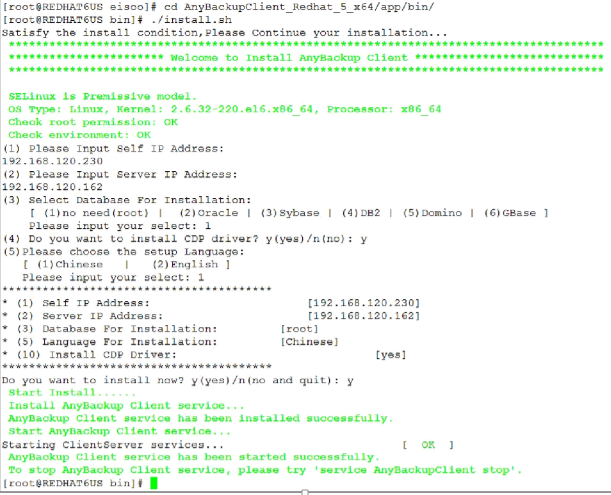 [root@REDHAT6US eisoo]# cd AnyBackupClient_Redhat_5_x64/app/bin/
[root@REDHAT6US bin]# ./install.sh
Satisfy the install condition,Please Continue your installation...
******************************************************************************************
*********************** Welcome to Install AnyBackup Client ****************************
******************************************************************************************
SELinux is Premissive model.
OS Type: Linux, Kernel: 2.6.32-220.el6.x86_64, Processor: x86_64
Check root permission: OK
Check environment: OK
(1) Please Input Self IP Address:
192.168.120.230
(2) Please Input Server IP Address:
192.168.120.162
(3) Select Database For Installation:
[ (1)no need(root) | (2)Oracle | (3)Sybase | (4)DB2 | (5)Domino | (6)GBase ]
Please input your select: 1
(4) Do you want to install CDP driver? y(yes)/n(no): y
(5)Please choose the setup Language:
[ (1)Chinese | (2)English ]
Please input your select: 1
****************************************
* (1) Self IP Address: [192.168.120.230]
* (2) Server IP Address: [192.168.120.162]
* (3) Database For Installation: [root]
* (5) Language For Installation: [Chinese]
* (10) Install CDP Driver: [yes]
****************************************
Do you want to install now? y(yes)/n(no and quit): y
Start Install......
Install AnyBackup Client service...
AnyBackup Client service has been installed successfully.
Start AnyBackup Client service...
Starting ClientServer services... [ OK ]
AnyBackup Client service has been started successfully.
To stop AnyBackup Client service, please try 'service AnyBackupClient stop'.
[root@REDHAT6US bin]#